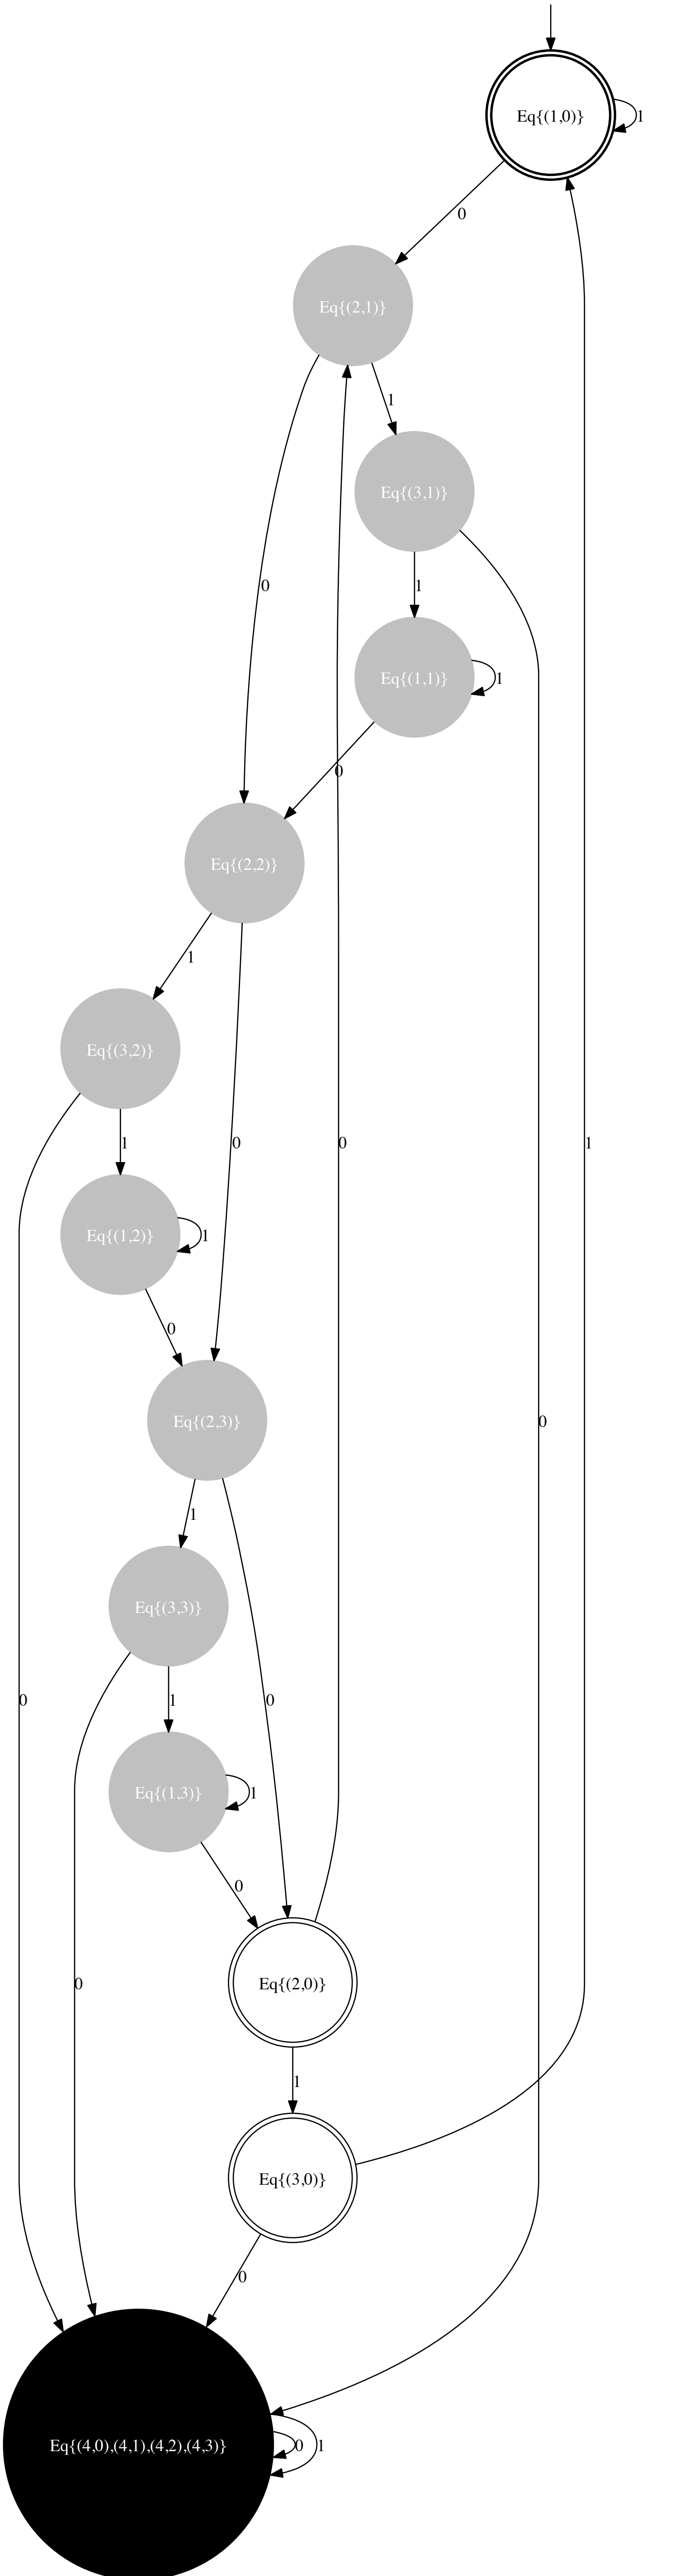 Eq{(1,0)}
1
0
Eq{(2,1)}
1
Eq{(3,1)}
0
1
Eq{(1,1)}
1
0
Eq{(2,2)}
1
Eq{(3,2)}
1
0
0
1
Eq{(1,2)}
1
0
Eq{(2,3)}
0
1
Eq{(3,3)}
0
1
0
Eq{(1,3)}
1
0
0
Eq{(2,0)}
1
Eq{(3,0)}
0
Eq{(4,0),(4,1),(4,2),(4,3)}
0
1